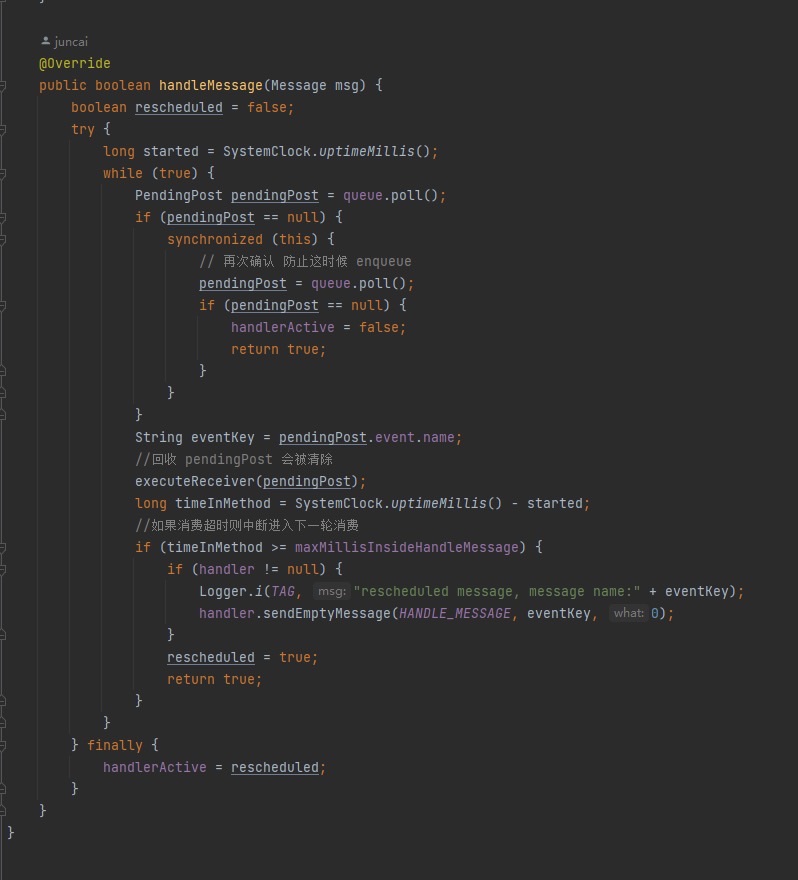 }
juncai
@Override
public boolean handleMessage(Message msg) {
boolean rescheduled = false;
try {
long started = SystemClock.uptimeMillis();
while (true) {
PendingPost pendingPost = queue.poll();
if (pendingPost == null) {
synchronized (this) {
// 再次确认 防止这时候 enqueue
pendingPost = queue.poll();
if (pendingPost == null) {
handlerActive = false;
return true;
}
}
}
String eventKey = pendingPost.event.name;
//回收 pendingPost 会被清除
executeReceiver(pendingPost);
long timeInMethod = SystemClock.uptimeMillis() - started;
//如果消费超时则中断进入下一轮消费
if (timeInMethod >= maxMillisInsideHandleMessage) {
if (handler != null) {
Logger.i(TAG, msg: "rescheduled message, message name:" + eventKey);
handler.sendEmptyMessage(HANDLE_MESSAGE, eventKey, what: 0);
}
rescheduled = true;
return true;
}
}
} finally {
handlerActive = rescheduled;
}
}
}